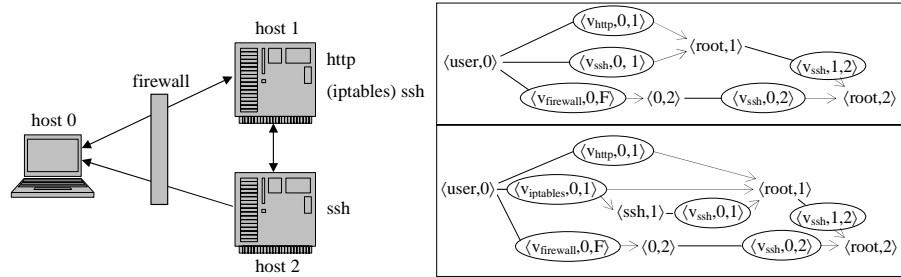 host 1
http
(iptables) ssh
firewall
host 0
ssh
host 2
⟨v_http,0,1⟩
⟨root,1⟩
⟨user,0⟩
⟨v_ssh,0, 1⟩
⟨v_ssh,1,2⟩
⟨v_firewall,0,F⟩
⟨0,2⟩
⟨v_ssh,0,2⟩
⟨root,2⟩
⟨v_http,0,1⟩
⟨user,0⟩
⟨v_iptables,0,1⟩
⟨root,1⟩
⟨ssh,1⟩
⟨v_ssh,0,1⟩
⟨v_ssh,1,2⟩
⟨v_firewall,0,F⟩
⟨0,2⟩
⟨v_ssh,0,2⟩
⟨root,2⟩